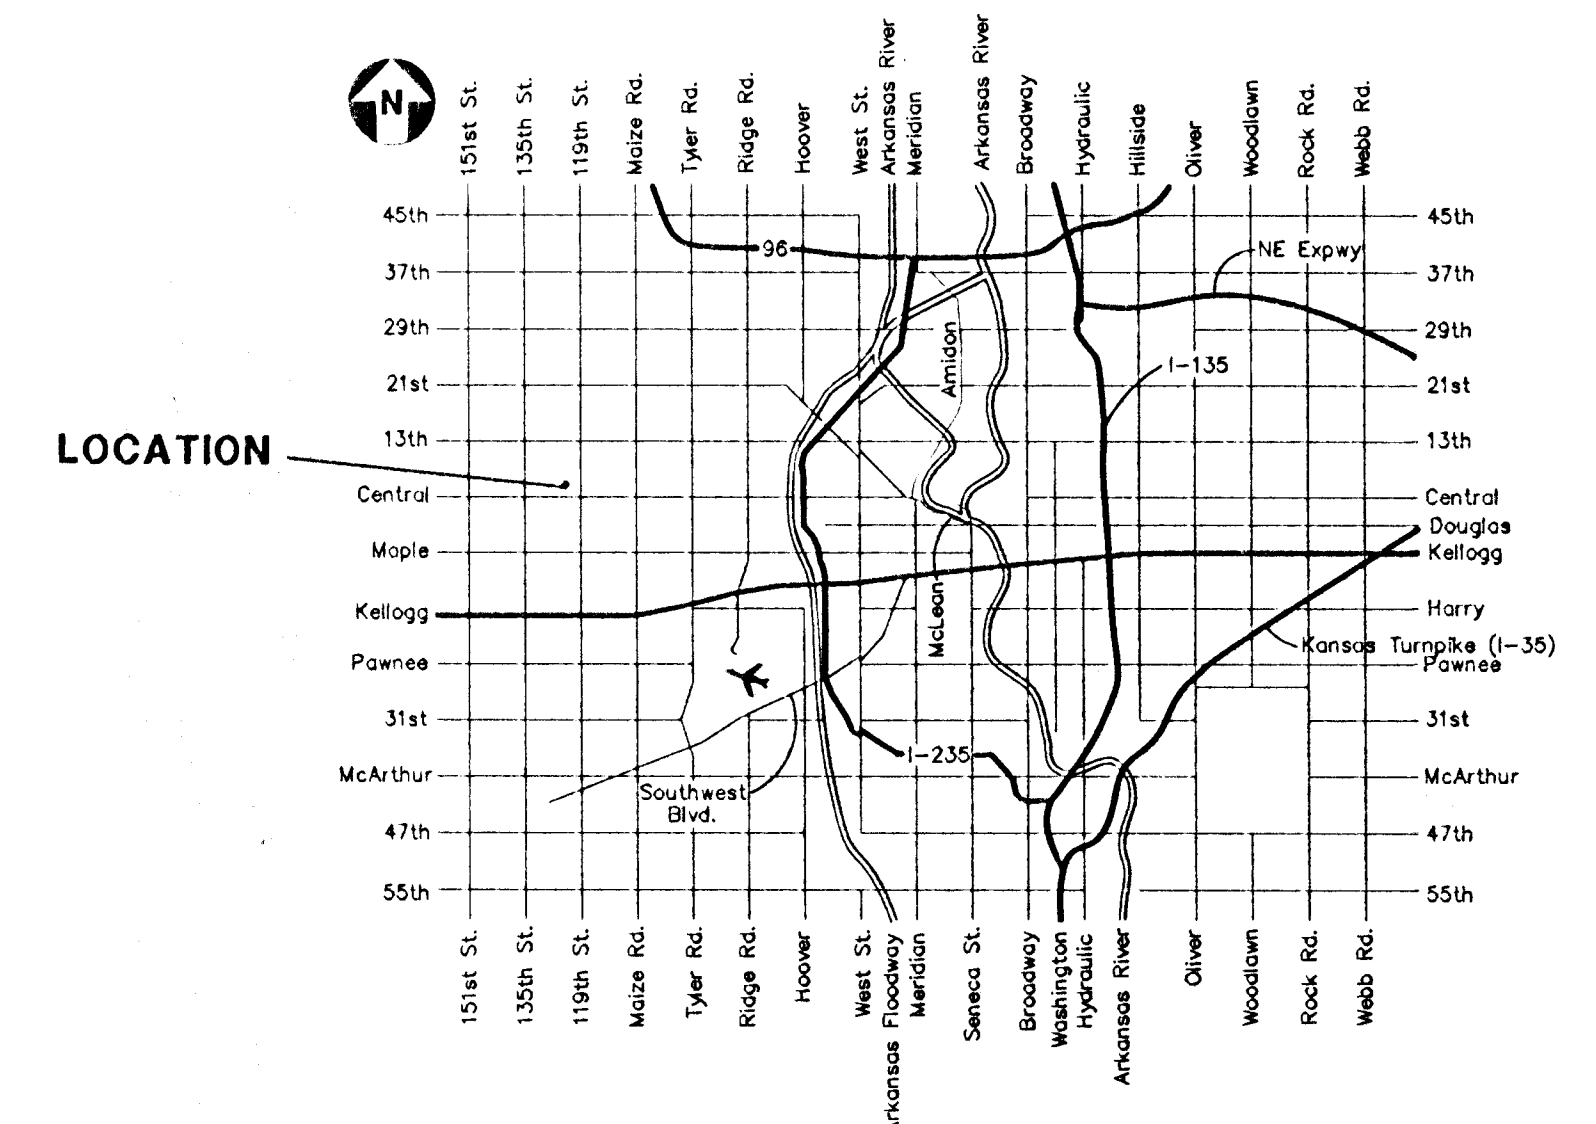 N
151st St.
135th St.
119th St.
Maize Rd.
Tyler Rd.
Ridge Rd.
Hoover
West St.
Arkansas River
Meridian
Arkansas River
Broadway
Hydraulic
Hillside
Oliver
Woodlawn
Rock Rd.
Webb Rd.
45th
45th
96
NE Expwy
37th
37th
29th
29th
Amidon
I-135
21st
21st
13th
13th
LOCATION
Central
Central
Douglas
Maple
Kellogg
McLean
Kellogg
Harry
Kansas Turnpike (I-35)
Pawnee
Pawnee
31st
31st
I-235
McArthur
McArthur
Southwest
Blvd.
47th
47th
55th
55th
151st St.
135th St.
119th St.
Maize Rd.
Tyler Rd.
Ridge Rd.
Hoover
West St.
Arkansas Floodway
Meridian
Seneca St.
Broadway
Washington
Hydraulic
Arkansas River
Oliver
Woodlawn
Rock Rd.
Webb Rd.